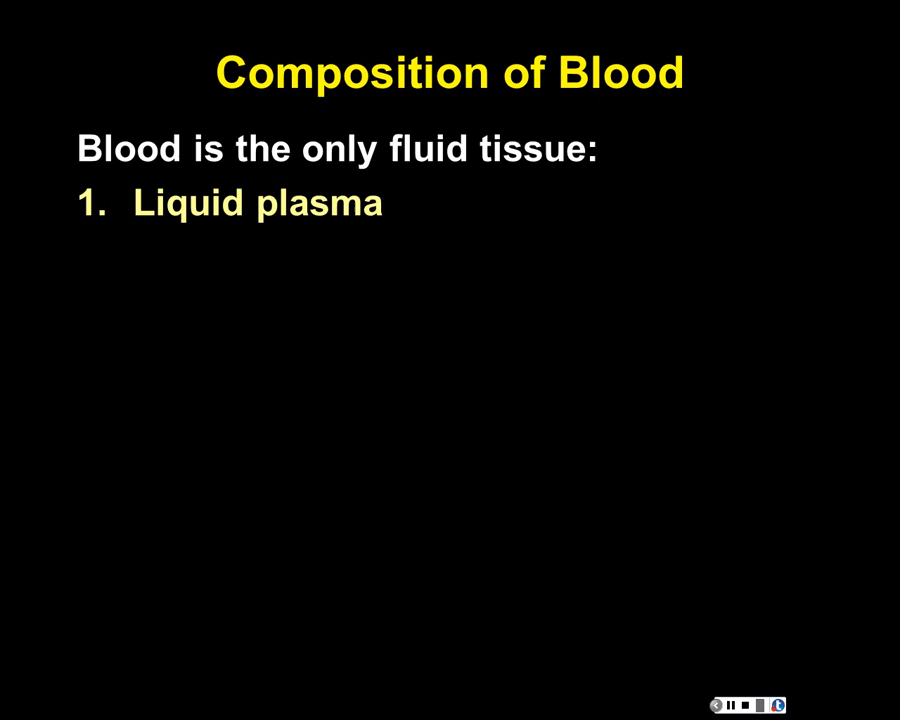 Composition of Blood
Blood is the only fluid tissue:
1. Liquid plasma